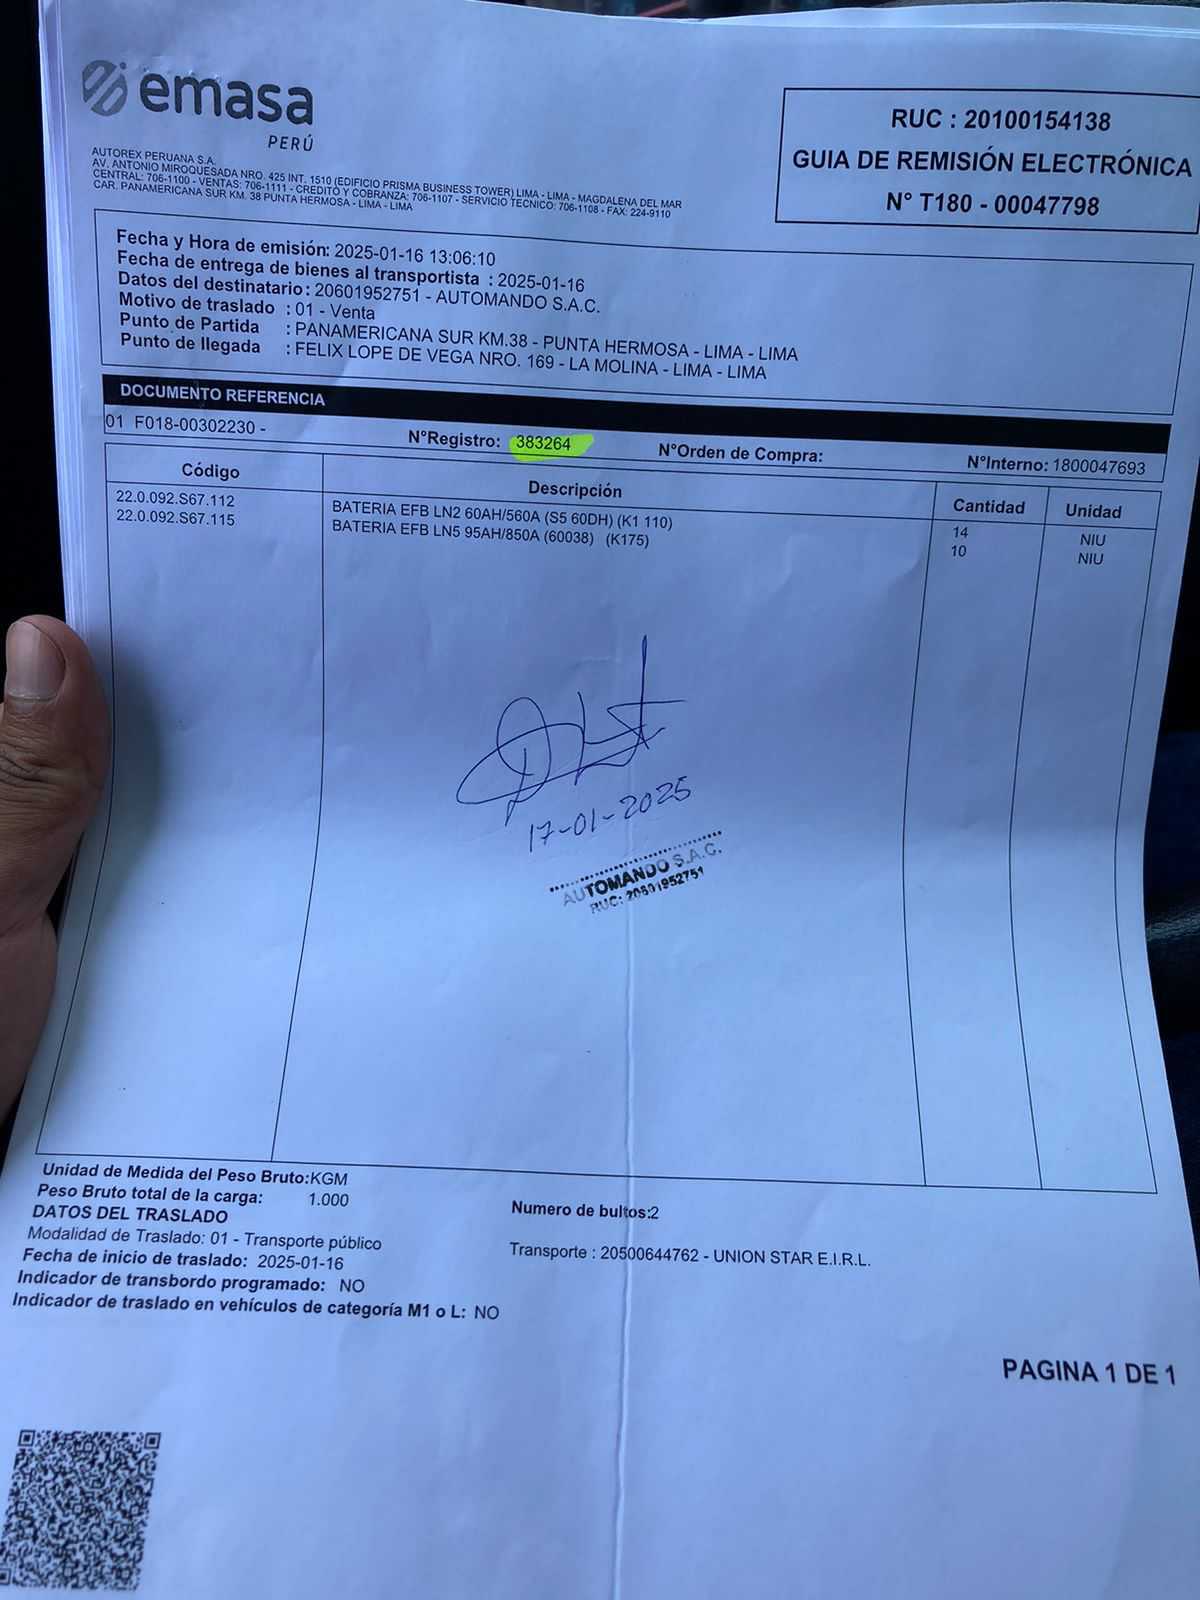 emasa
PERÚ
AUTOREX PERUANA S.A.
AV. ANTONIO MIROQUESADA NRO. 425 INT. 1510 (EDIFICIO PRISMA BUSINESS TOWER) LIMA - LIMA - MAGDALENA DEL MAR
CENTRAL: 706-1100 - VENTAS: 706-1111 - CREDITO Y COBRANZA: 706-1107 - SERVICIO TECNICO: 706-1108 - FAX: 224-9110
CAR. PANAMERICANA SUR KM. 38 PUNTA HERMOSA - LIMA - LIMA
RUC : 20100154138
GUIA DE REMISIÓN ELECTRÓNICA
N° T180 - 00047798
Fecha y Hora de emisión: 2025-01-16 13:06:10
Fecha de entrega de bienes al transportista : 2025-01-16
Datos del destinatario : 20601952751 - AUTOMANDO S.A.C.
Motivo de traslado : 01 - Venta
Punto de Partida : PANAMERICANA SUR KM.38 - PUNTA HERMOSA - LIMA - LIMA
Punto de llegada : FELIX LOPE DE VEGA NRO. 169 - LA MOLINA - LIMA - LIMA
DOCUMENTO REFERENCIA
01 F018-00302230 - N°Registro: 383264 N°Orden de Compra: N°Interno: 1800047693
Código Descripción Cantidad Unidad
22.0.092.S67.112 BATERIA EFB LN2 60AH/560A (S5 60DH) (K1 110) 14 NIU
22.0.092.S67.115 BATERIA EFB LN5 95AH/850A (60038) (K175) 10 NIU
17-01-2025
AUTOMANDO S.A.C.
RUC: 20601952751
Unidad de Medida del Peso Bruto:KGM
Peso Bruto total de la carga: 1.000
Numero de bultos:2
DATOS DEL TRASLADO
Modalidad de Traslado: 01 - Transporte público
Transporte : 20500644762 - UNION STAR E.I.R.L.
Fecha de inicio de traslado: 2025-01-16
Indicador de transbordo programado: NO
Indicador de traslado en vehículos de categoría M1 o L: NO
PAGINA 1 DE 1